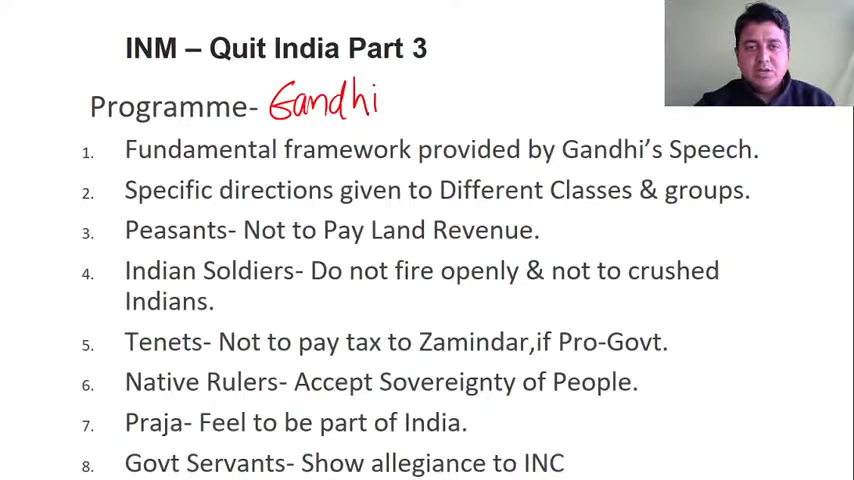 INM – Quit India Part 3
Programme- Gandhi
1. Fundamental framework provided by Gandhi’s Speech.
2. Specific directions given to Different Classes & groups.
3. Peasants- Not to Pay Land Revenue.
4. Indian Soldiers- Do not fire openly & not to crushed
Indians.
5. Tenets- Not to pay tax to Zamindar,if Pro-Govt.
6. Native Rulers- Accept Sovereignty of People.
7. Praja- Feel to be part of India.
8. Govt Servants- Show allegiance to INC